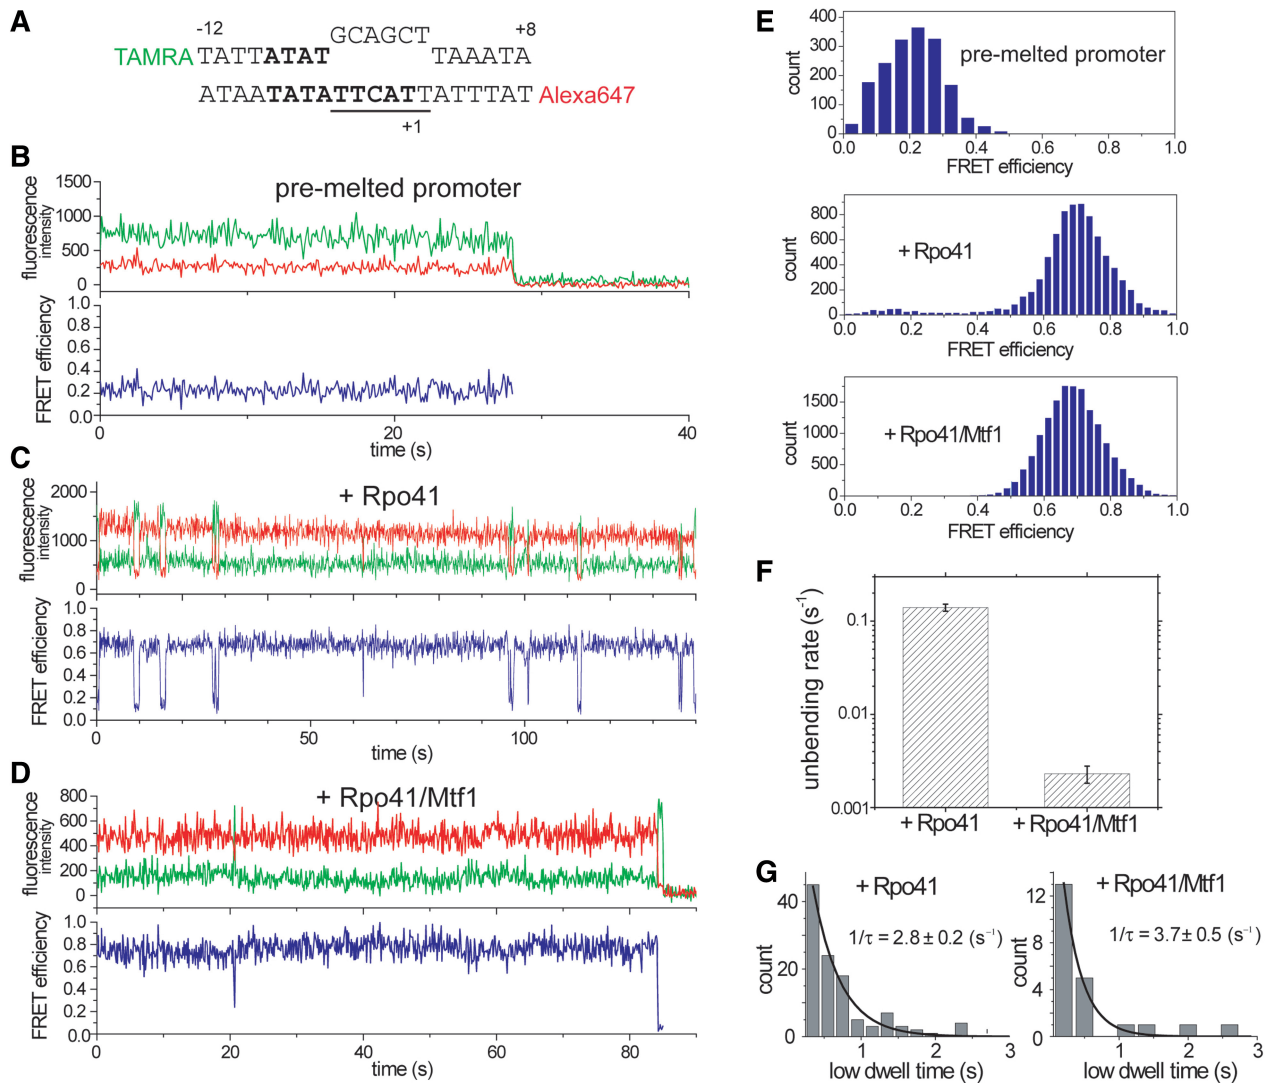 A
-12
GCAGCT
+8
TAMRA TATTATAT TAAATA
ATAATATATTCATTATTTAT Alexa647
+1
B
pre-melted promoter
fluorescence
intensity
1500
1000
500
0
FRET efficiency
1.0
0.8
0.6
0.4
0.2
0.0
0 20 40
time (s)
C
+ Rpo41
fluorescence
intensity
2000
1000
0
FRET efficiency
1.0
0.8
0.6
0.4
0.2
0.0
0 50 100
time (s)
D
+ Rpo41/Mtf1
fluorescence
intensity
800
600
400
200
0
FRET efficiency
1.0
0.8
0.6
0.4
0.2
0.0
0 20 40 60 80
time (s)
E
pre-melted promoter
count
400
300
200
100
0
0.0 0.2 0.4 0.6 0.8 1.0
FRET efficiency
+ Rpo41
count
800
600
400
200
0
0.0 0.2 0.4 0.6 0.8 1.0
FRET efficiency
+ Rpo41/Mtf1
count
1500
1000
500
0
0.0 0.2 0.4 0.6 0.8 1.0
FRET efficiency
F
unbending rate (s⁻¹)
0.1
0.01
0.001
+ Rpo41 + Rpo41/Mtf1
G
+ Rpo41
1/τ = 2.8 ± 0.2 (s⁻¹)
count
40
20
0
1 2 3
low dwell time (s)
+ Rpo41/Mtf1
1/τ = 3.7 ± 0.5 (s⁻¹)
count
12
8
4
0
0 1 2 3
low dwell time (s)